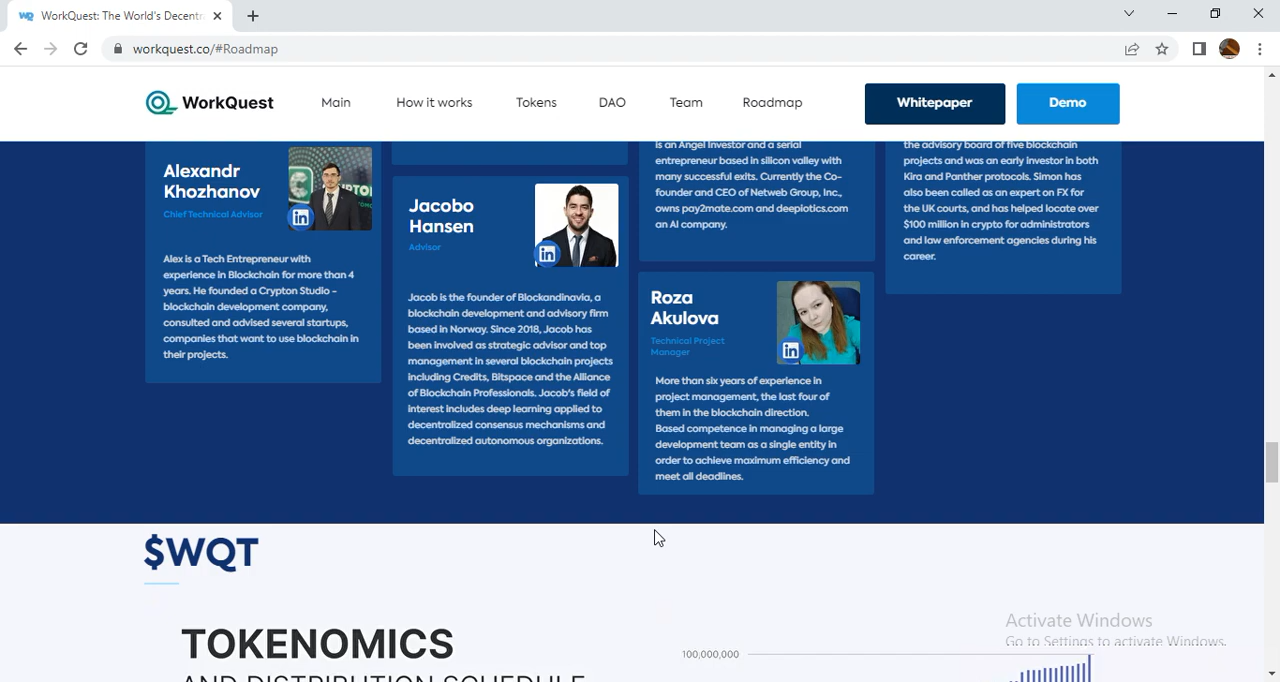 WorkQuest: The World's Decentr
workquest.co/#Roadmap
WorkQuest
Main
How it works
Tokens
DAO
Team
Roadmap
Whitepaper
Demo
Alexandr
Khozhanov
Chief Technical Advisor
Alex is a Tech Entrepreneur with
experience in Blockchain for more than 4
years. He founded a Crypton Studio -
blockchain development company,
consulted and advised several startups,
companies that want to use blockchain in
their projects.
Jacobo
Hansen
Advisor
Jacob is the founder of Blockandinavia, a
blockchain development and advisory firm
based in Norway. Since 2018, Jacob has
been involved as strategic advisor and top
management in several blockchain projects
including Credits, Bitspace and the Alliance
of Blockchain Professionals. Jacob's field of
interest includes deep learning applied to
decentralized consensus mechanisms and
decentralized autonomous organizations.
is an Angel Investor and a serial
entrepreneur based in silicon valley with
many successful exits. Currently the Co-
founder and CEO of Netweb Group, Inc.,
owns pay2mate.com and deepiotics.com
an AI company.
Roza
Akulova
Technical Project
Manager
More than six years of experience in
project management, the last four of
them in the blockchain direction.
Based competence in managing a large
development team as a single entity in
order to achieve maximum efficiency and
meet all deadlines.
the advisory board of five blockchain
projects and was an early investor in both
Kira and Panther protocols. Simon has
also been called as an expert on FX for
the UK courts, and has helped locate over
$100 million in crypto for administrators
and law enforcement agencies during his
career.
$WQT
TOKENOMICS
AND DISTRIBUTION SCHEDULE
100,000,000
Activate Windows
Go to Settings to activate Windows.